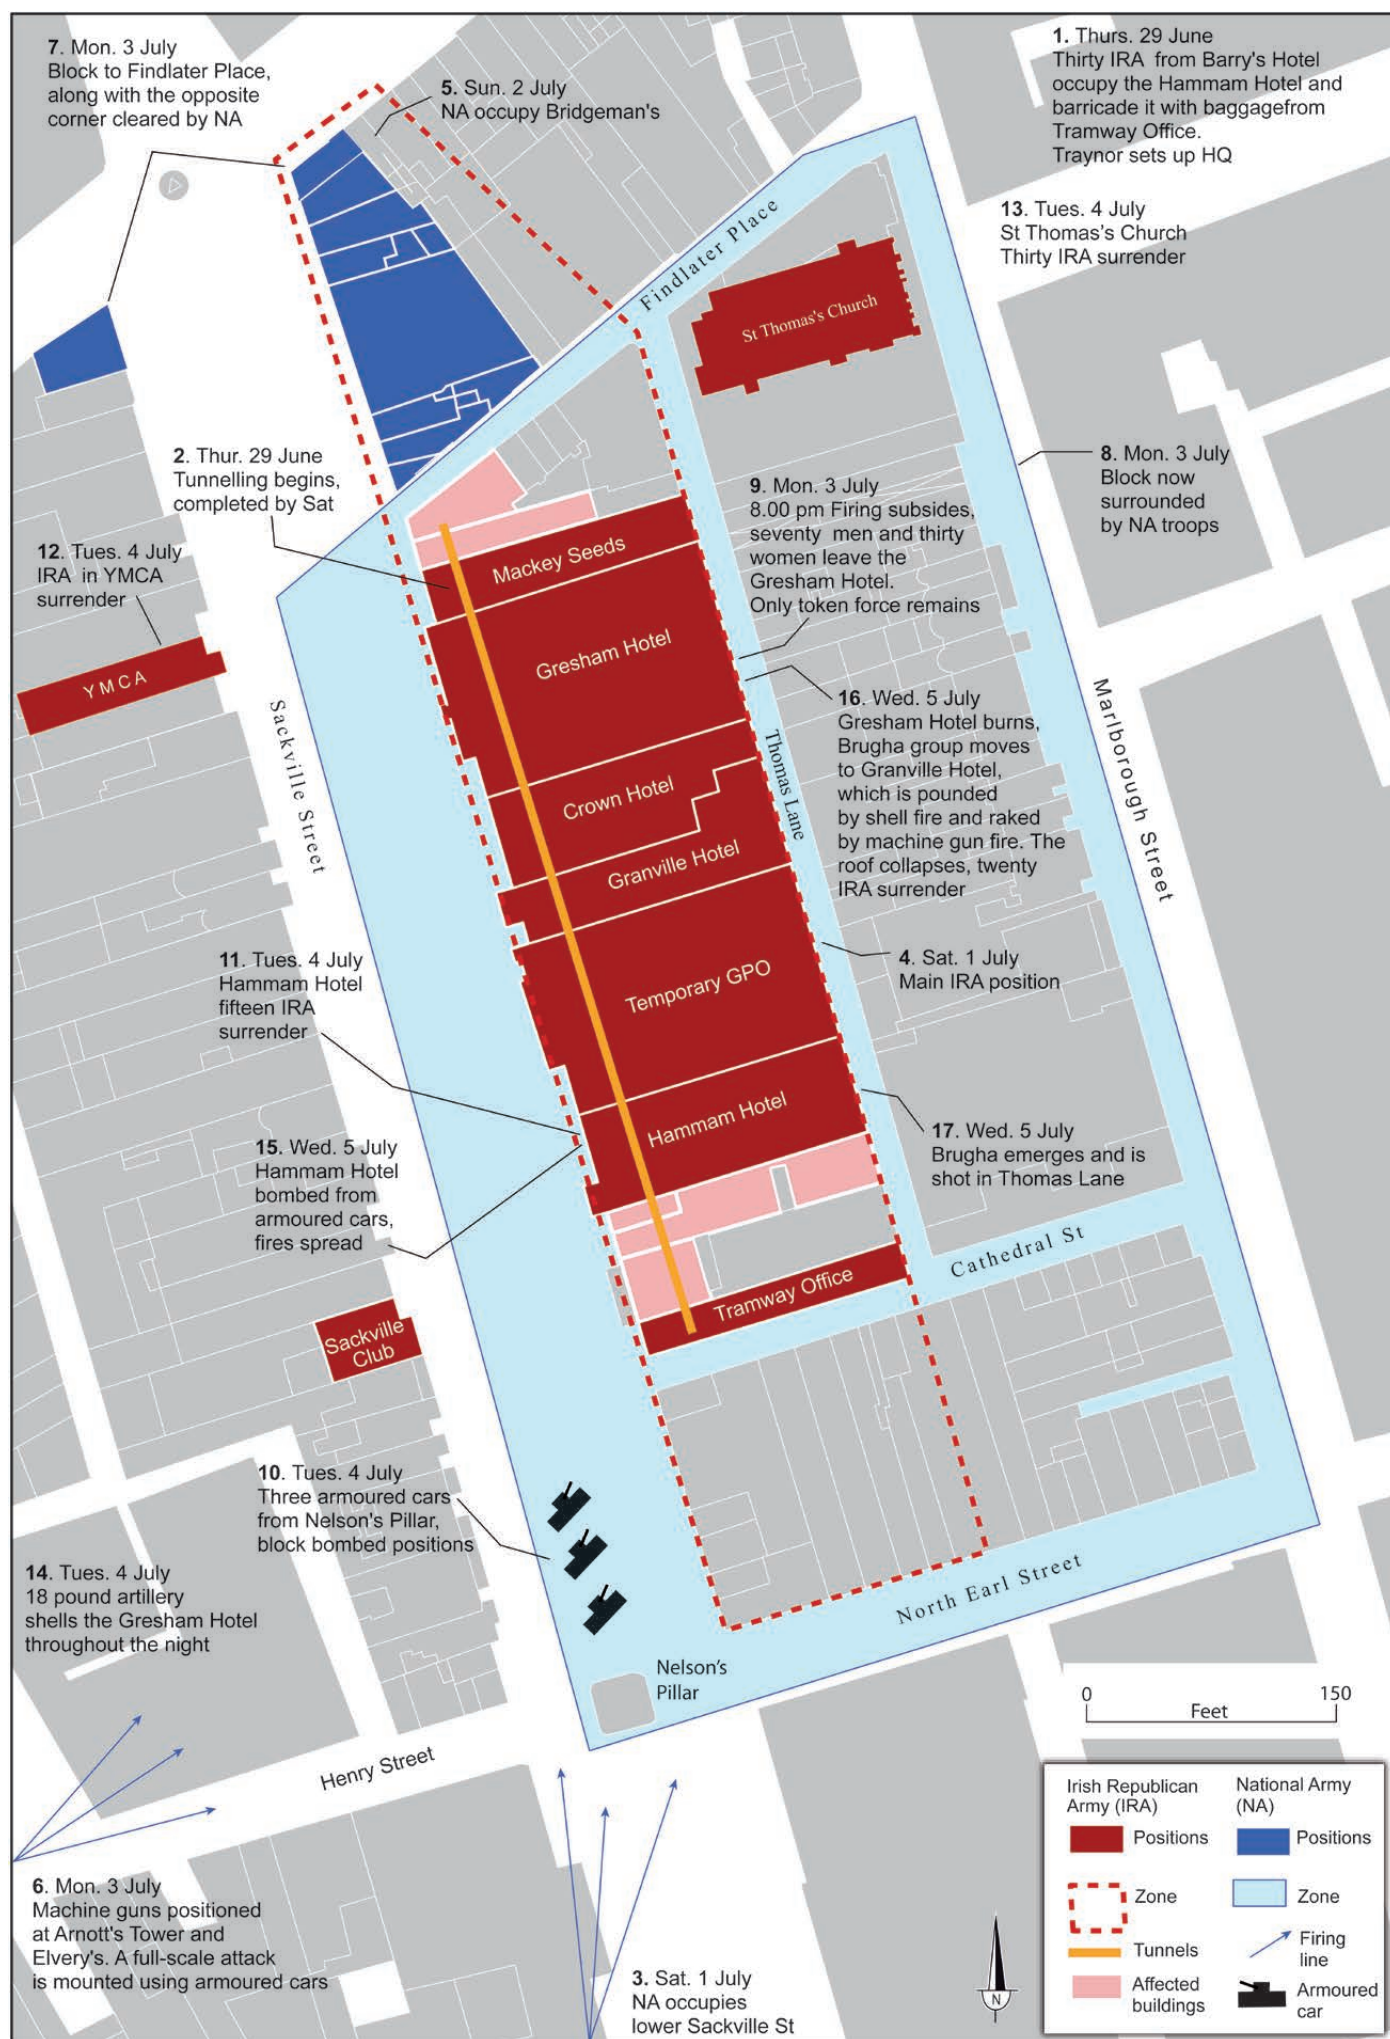 7. Mon. 3 July
Block to Findlater Place,
along with the opposite
corner cleared by NA
5. Sun. 2 July
NA occupy Bridgeman's
1. Thurs. 29 June
Thirty IRA from Barry's Hotel
occupy the Hammam Hotel and
barricade it with baggagefrom
Tramway Office.
Traynor sets up HQ
13. Tues. 4 July
St Thomas's Church
Thirty IRA surrender
Findlater Place
St Thomas's Church
2. Thur. 29 June
Tunnelling begins,
completed by Sat
8. Mon. 3 July
Block now
surrounded
by NA troops
9. Mon. 3 July
8.00 pm Firing subsides,
seventy men and thirty
women leave the
Gresham Hotel.
Only token force remains
12. Tues. 4 July
IRA in YMCA
surrender
YMCA
Mackey Seeds
Gresham Hotel
Crown Hotel
Granville Hotel
Temporary GPO
Hammam Hotel
Tramway Office
Sackville Street
Thomas Lane
Marlborough Street
16. Wed. 5 July
Gresham Hotel burns,
Brugha group moves
to Granville Hotel,
which is pounded
by shell fire and raked
by machine gun fire. The
roof collapses, twenty
IRA surrender
4. Sat. 1 July
Main IRA position
11. Tues. 4 July
Hammam Hotel
fifteen IRA
surrender
15. Wed. 5 July
Hammam Hotel
bombed from
armoured cars,
fires spread
17. Wed. 5 July
Brugha emerges and is
shot in Thomas Lane
Cathedral St
Sackville
Club
10. Tues. 4 July
Three armoured cars
from Nelson's Pillar,
block bombed positions
14. Tues. 4 July
18 pound artillery
shells the Gresham Hotel
throughout the night
North Earl Street
Nelson's
Pillar
Henry Street
6. Mon. 3 July
Machine guns positioned
at Arnott's Tower and
Elvery's. A full-scale attack
is mounted using armoured cars
3. Sat. 1 July
NA occupies
lower Sackville St
N
0 150
Feet
Irish Republican
Army (IRA)
Positions
Zone
Tunnels
Affected
buildings
National Army
(NA)
Positions
Zone
Firing
line
Armoured
car